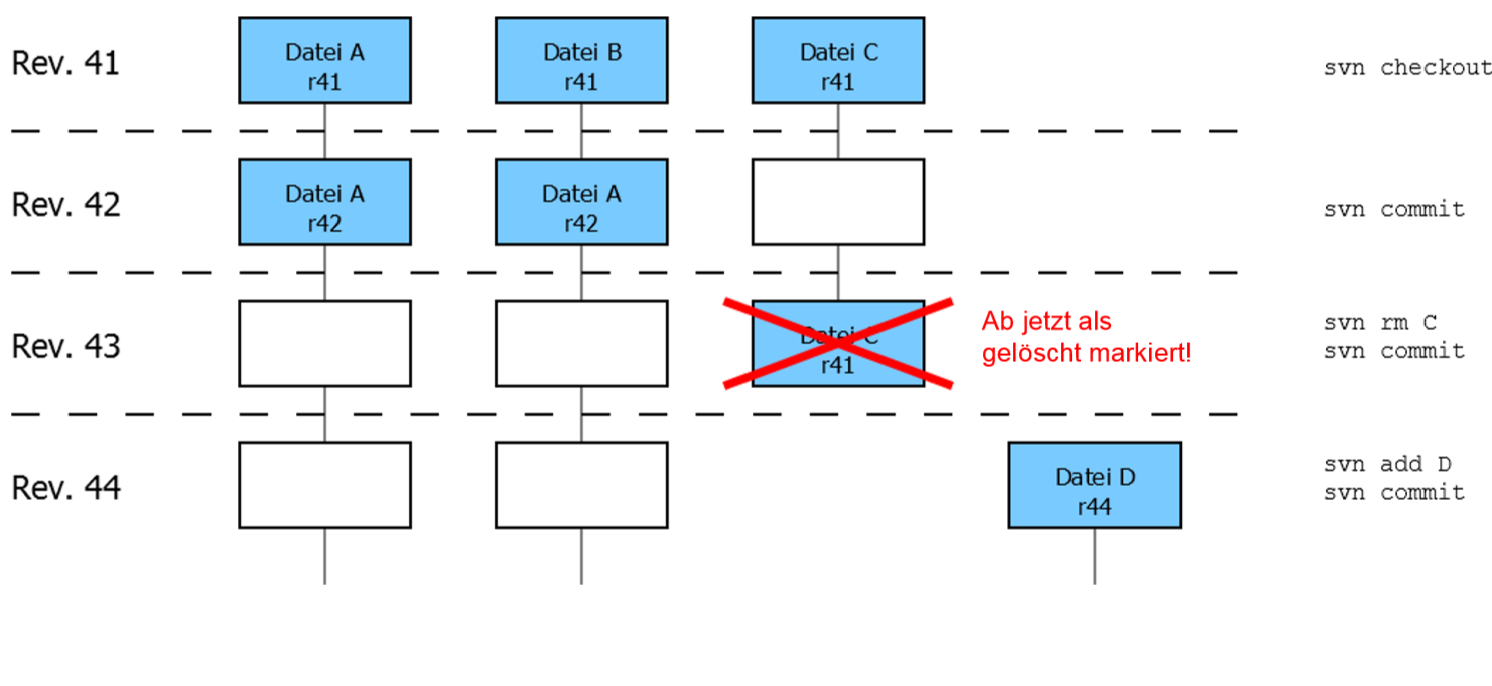 Rev. 41
Datei A
r41
Datei B
r41
Datei C
r41
svn checkout
Rev. 42
Datei A
r42
Datei A
r42
svn commit
Rev. 43
Datei C
r41
Ab jetzt als
gelöscht markiert!
svn rm C
svn commit
Rev. 44
Datei D
r44
svn add D
svn commit